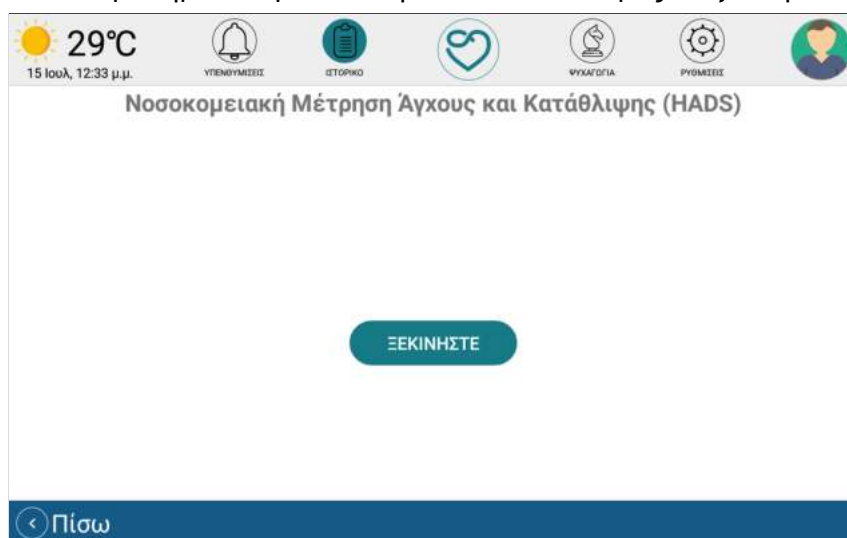 29°C
15 Ιουλ, 12:33 μ.μ.
ΥΠΕΝΘΥΜΙΣΕΙΣ
ΙΣΤΟΡΙΚΟ
ΨΥΧΑΓΩΓΙΑ
ΡΥΘΜΙΣΕΙΣ
Νοσοκομειακή Μέτρηση Άγχους και Κατάθλιψης (HADS)
ΞΕΚΙΝΗΣΤΕ
Πίσω